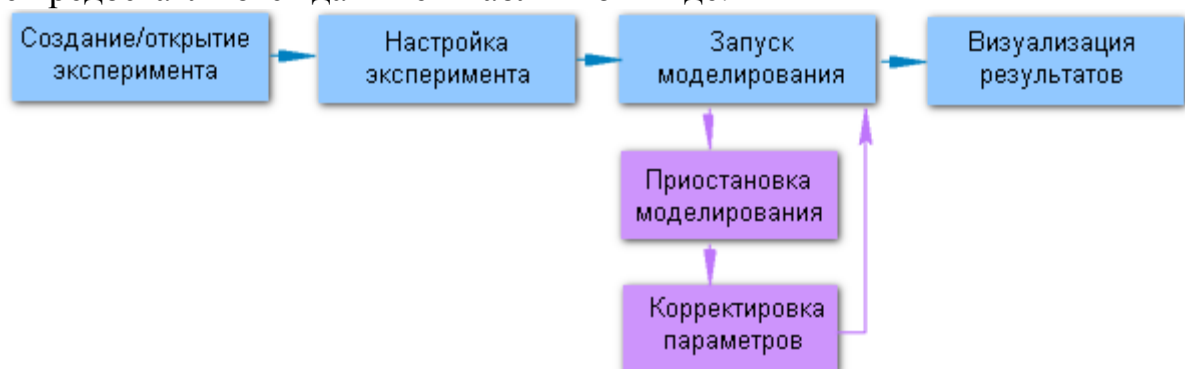 Создание/открытие
эксперимента
Настройка
эксперимента
Запуск
моделирования
Визуализация
результатов
Приостановка
моделирования
Корректировка
параметров